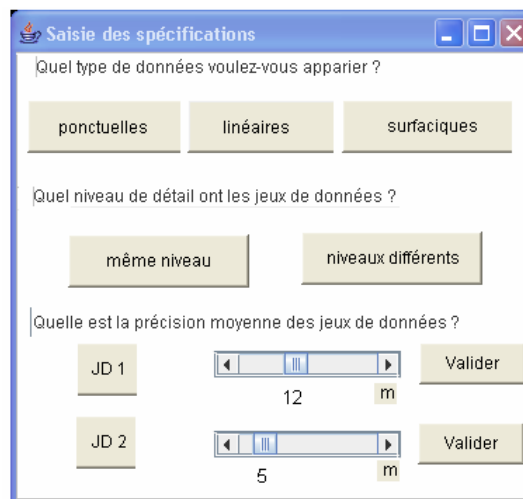 Saisie des spécifications
Quel type de données voulez-vous apparier ?
ponctuelles linéaires surfaciques
Quel niveau de détail ont les jeux de données ?
même niveau niveaux différents
Quelle est la précision moyenne des jeux de données ?
JD 1 Valider
12 m
JD 2 Valider
5 m